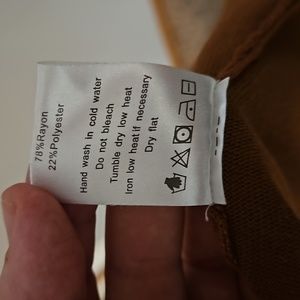 78%Rayon
22%Polyester
Hand wash in cold water
Do not bleach
Tumble dry low heat
Iron low heat if necessary
Dry flat